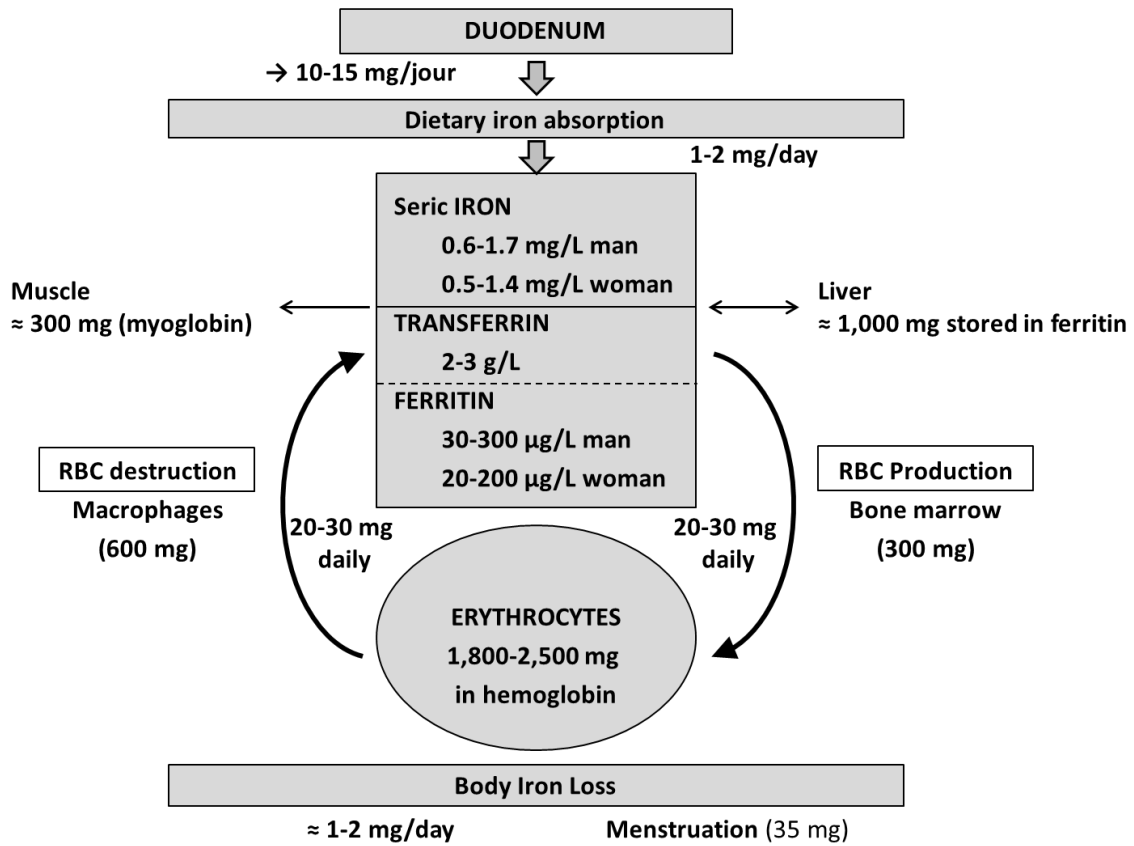 DUODENUM
→ 10-15 mg/jour
Dietary iron absorption
1-2 mg/day
Seric IRON
0.6-1.7 mg/L man
0.5-1.4 mg/L woman
Muscle
≈ 300 mg (myoglobin)
Liver
≈ 1,000 mg stored in ferritin
TRANSFERRIN
2-3 g/L
FERRITIN
30-300 µg/L man
20-200 µg/L woman
RBC destruction
Macrophages
(600 mg)
20-30 mg
daily
20-30 mg
daily
RBC Production
Bone marrow
(300 mg)
ERYTHROCYTES
1,800-2,500 mg
in hemoglobin
Body Iron Loss
≈ 1-2 mg/day
Menstruation (35 mg)